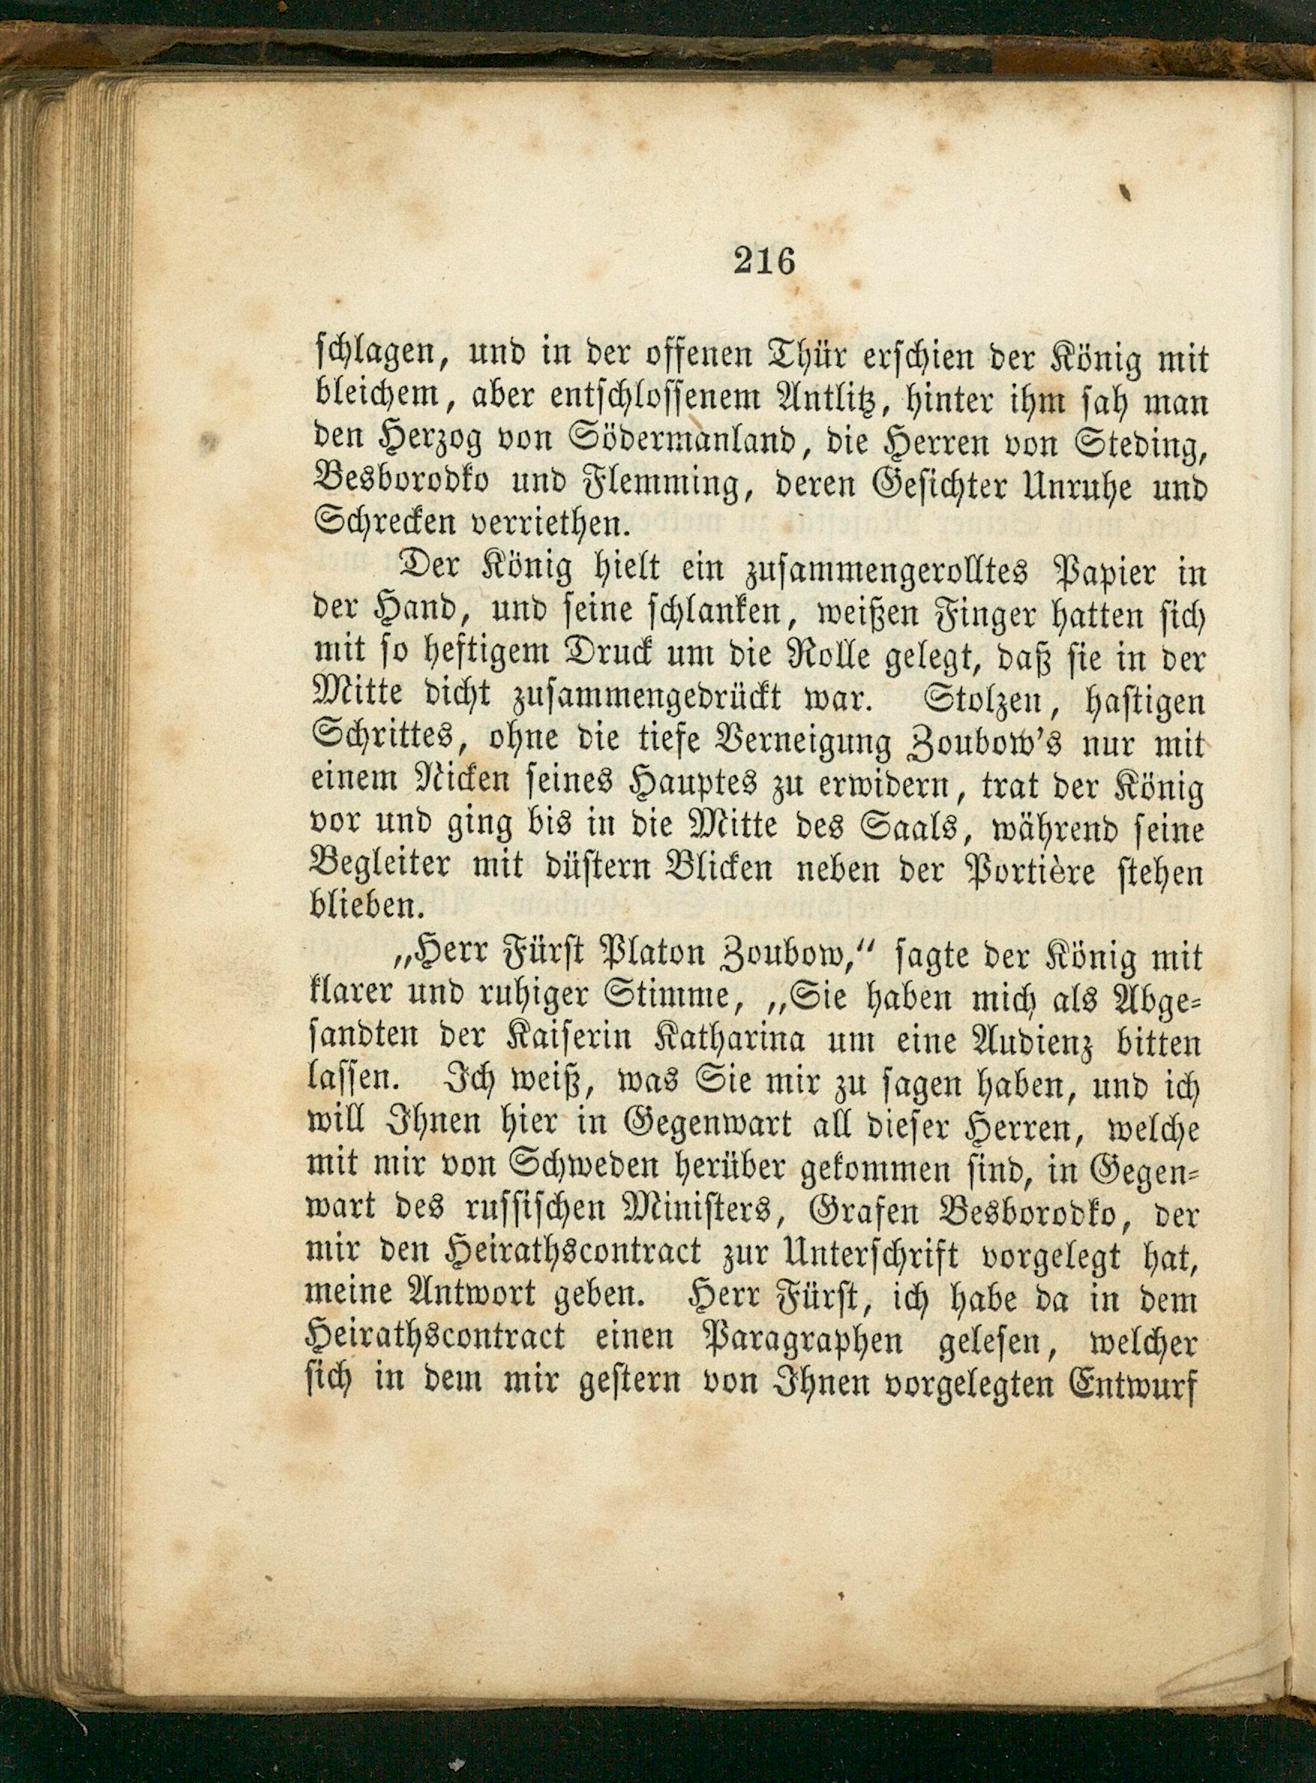 216
schlagen, und in der offenen Thür erschien der König mit
bleichem, aber entschlossenem Antlitz, hinter ihm sah man
den Herzog von Södermanland, die Herren von Steding,
Besborodko und Flemming, deren Gesichter Unruhe und
Schrecken verriethen.
Der König hielt ein zusammengerolltes Papier in
der Hand, und seine schlanken, weißen Finger hatten sich
mit so heftigem Druck um die Rolle gelegt, daß sie in der
Mitte dicht zusammengedrückt war. Stolzen, hastigen
Schrittes, ohne die tiefe Verneigung Zoubow's nur mit
einem Nicken seines Hauptes zu erwidern, trat der König
vor und ging bis in die Mitte des Saals, während seine
Begleiter mit düstern Blicken neben der Portière stehen
blieben.
„Herr Fürst Platon Zoubow,“ sagte der König mit
klarer und ruhiger Stimme, „Sie haben mich als Abge-
sandten der Kaiserin Katharina um eine Audienz bitten
lassen. Ich weiß, was Sie mir zu sagen haben, und ich
will Ihnen hier in Gegenwart all dieser Herren, welche
mit mir von Schweden herüber gekommen sind, in Gegen-
wart des russischen Ministers, Grafen Besborodko, der
mir den Heirathscontract zur Unterschrift vorgelegt hat,
meine Antwort geben. Herr Fürst, ich habe da in dem
Heirathscontract einen Paragraphen gelesen, welcher
sich in dem mir gestern von Ihnen vorgelegten Entwurf